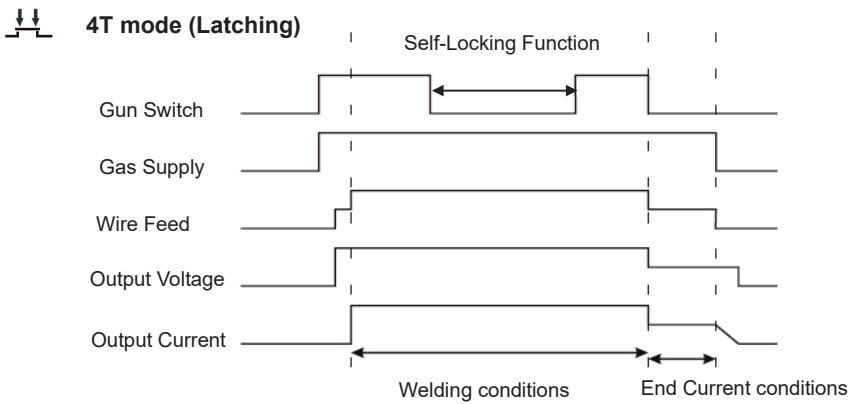 4T mode (Latching)
Self-Locking Function
Gun Switch
Gas Supply
Wire Feed
Output Voltage
Output Current
Welding conditions
End Current conditions